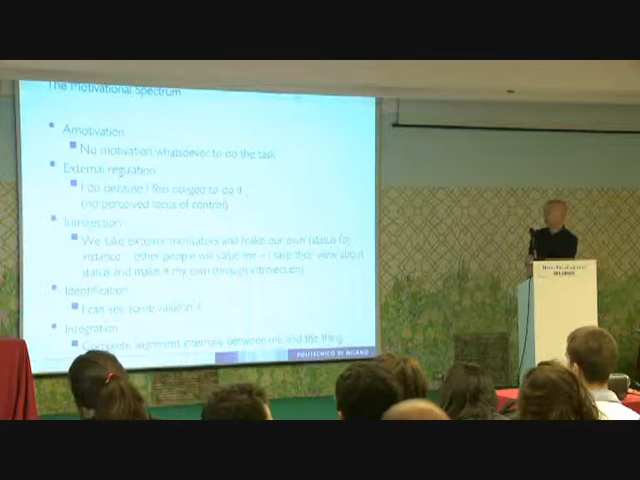 The Motivational Spectrum
Amotivation
No motivation whatsoever to do the task
External regulation
I do because I feel obliged to do it
(no perceived locus of control)
Introjection
We take external motivators and make our own (status for
instance other people will value me if I take their view about
status and make it my own through introjection)
Identification
I can see some value in it
Integration
Complete alignment internally between me and the thing
POLITECNICO DI MILANO